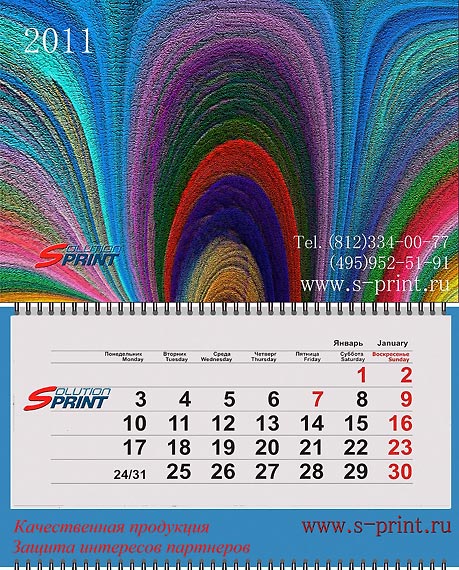 2011
SOLUTION
SPRINT
Tel. (812)334-00-77
(495)952-51-91
www.s-print.ru
Январь January
Понедельник Вторник Среда Четверг Пятница Суббота Воскресенье
Monday Tuesday Wednesday Thursday Friday Saturday Sunday
1 2
SOLUTION
SPRINT
3 4 5 6 7 8 9
10 11 12 13 14 15 16
17 18 19 20 21 22 23
24/31 25 26 27 28 29 30
Качественная продукция
Защита интересов партнеров
www.s-print.ru